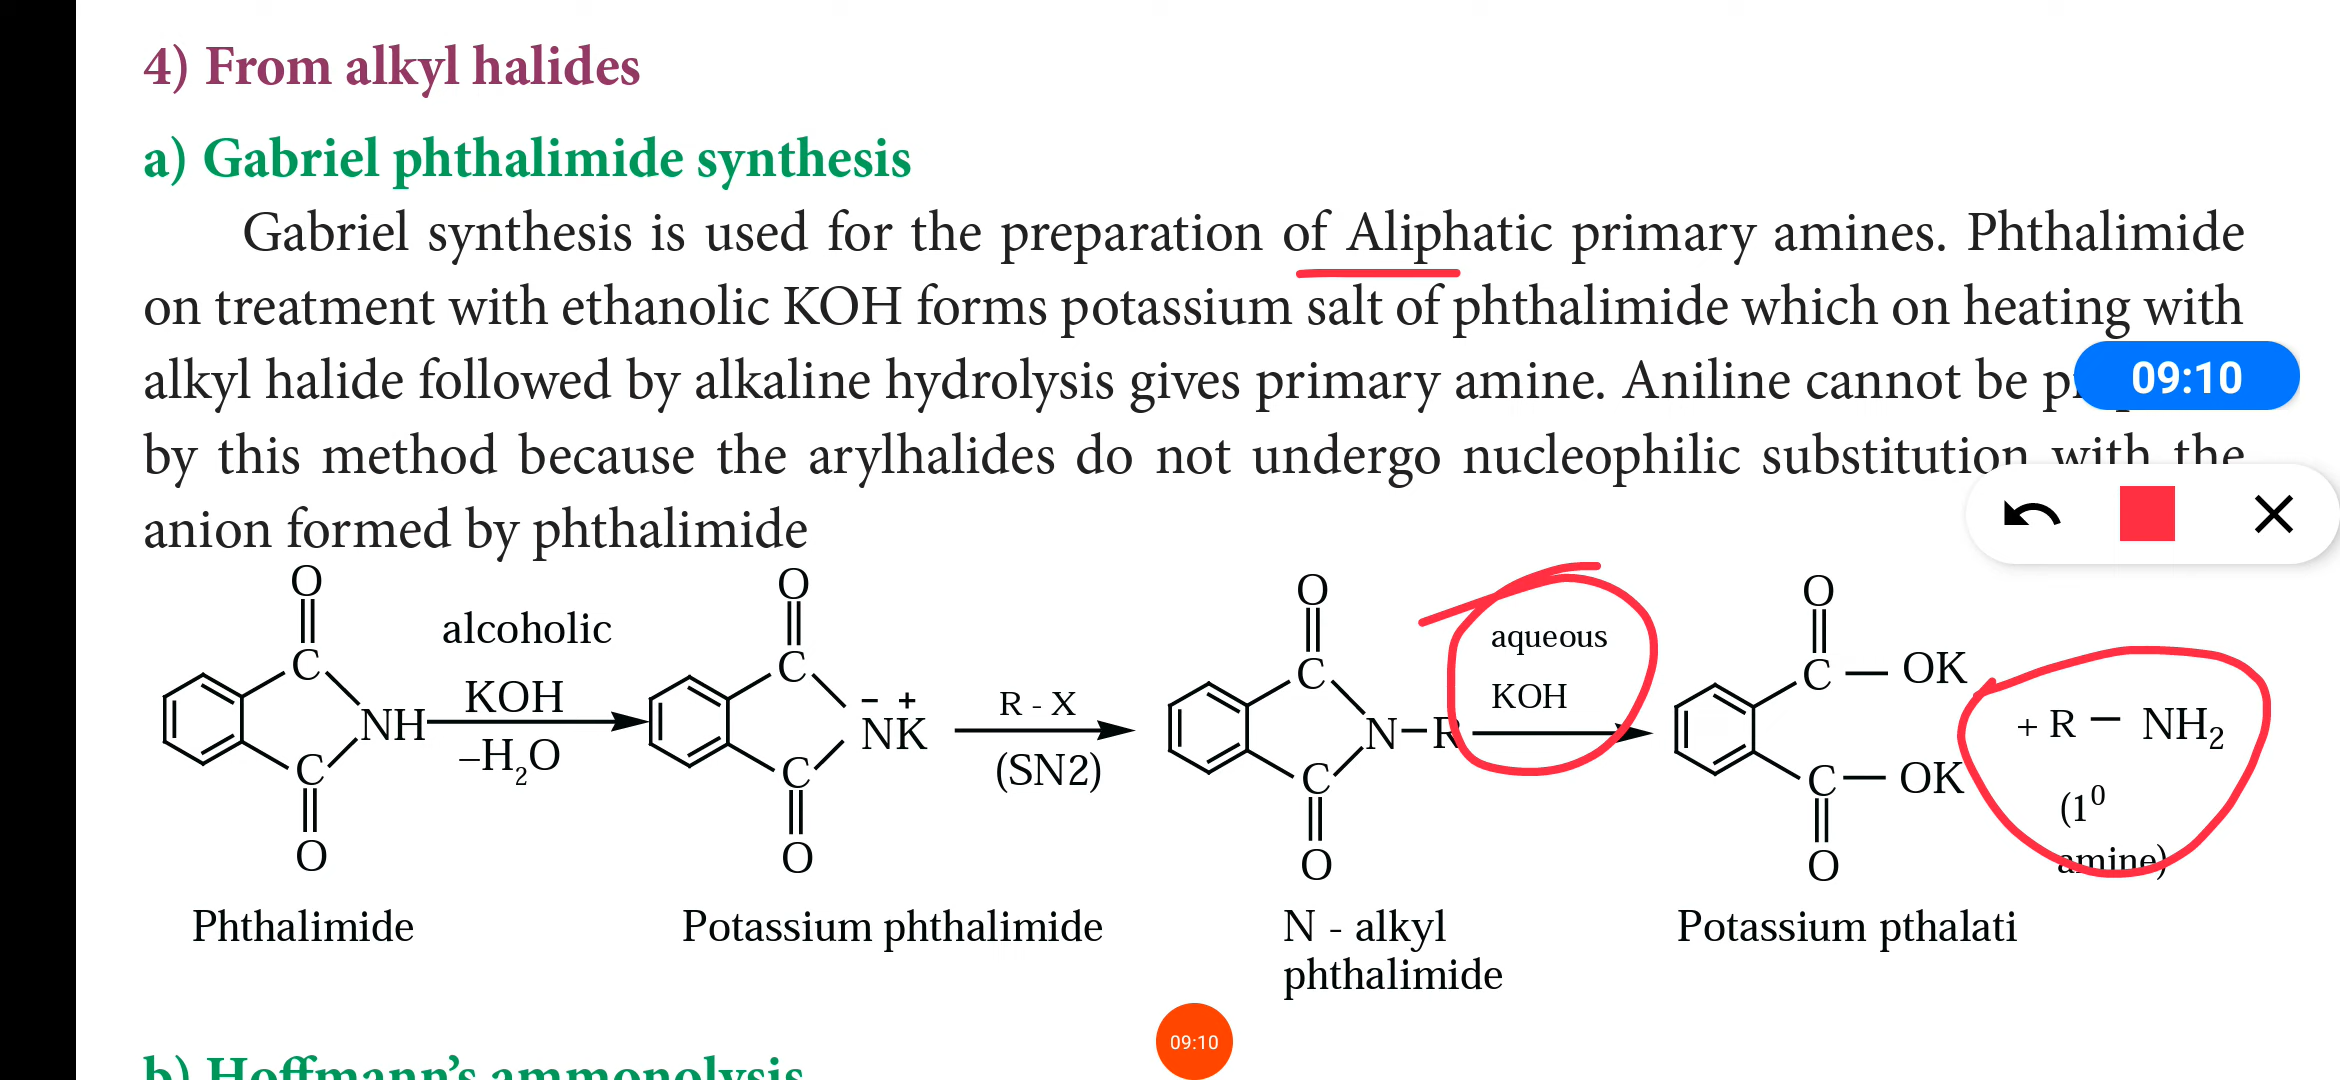 4) From alkyl halides
a) Gabriel phthalimide synthesis
Gabriel synthesis is used for the preparation of Aliphatic primary amines. Phthalimide
on treatment with ethanolic KOH forms potassium salt of phthalimide which on heating with
alkyl halide followed by alkaline hydrolysis gives primary amine. Aniline cannot be
09:10
by this method because the arylhalides do not undergo nucleophilic substitution with the
anion formed by phthalimide
O O O O
alcoholic aqueous
C C C C — OK
KOH − + R - X KOH + R — NH₂
NH NK N — R
–H₂O (SN2)
C C C C — OK (1⁰
O O O O amine)
Phthalimide Potassium phthalimide N - alkyl Potassium pthalati
phthalimide
09:10
b) Hoffmann's ammonolysis